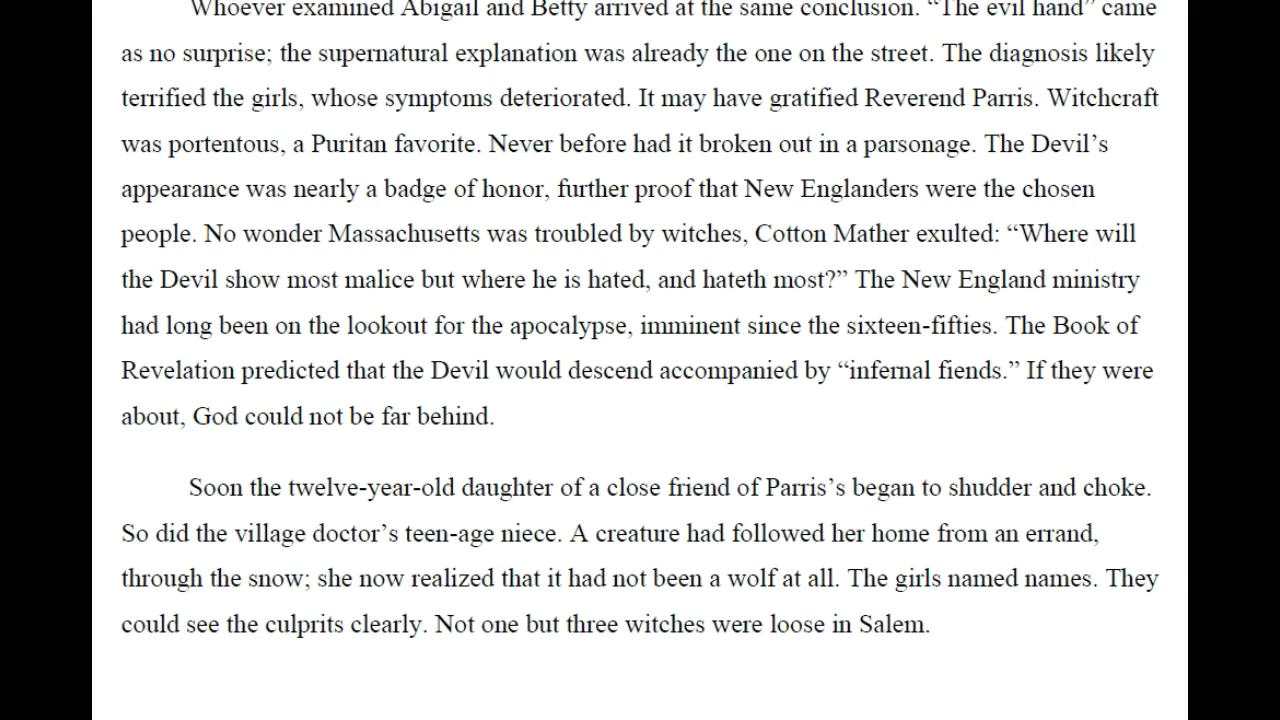 Whoever examined Abigail and Betty arrived at the same conclusion. “The evil hand” came
as no surprise; the supernatural explanation was already the one on the street. The diagnosis likely
terrified the girls, whose symptoms deteriorated. It may have gratified Reverend Parris. Witchcraft
was portentous, a Puritan favorite. Never before had it broken out in a parsonage. The Devil’s
appearance was nearly a badge of honor, further proof that New Englanders were the chosen
people. No wonder Massachusetts was troubled by witches, Cotton Mather exulted: “Where will
the Devil show most malice but where he is hated, and hateth most?” The New England ministry
had long been on the lookout for the apocalypse, imminent since the sixteen-fifties. The Book of
Revelation predicted that the Devil would descend accompanied by “infernal fiends.” If they were
about, God could not be far behind.
Soon the twelve-year-old daughter of a close friend of Parris’s began to shudder and choke.
So did the village doctor’s teen-age niece. A creature had followed her home from an errand,
through the snow; she now realized that it had not been a wolf at all. The girls named names. They
could see the culprits clearly. Not one but three witches were loose in Salem.